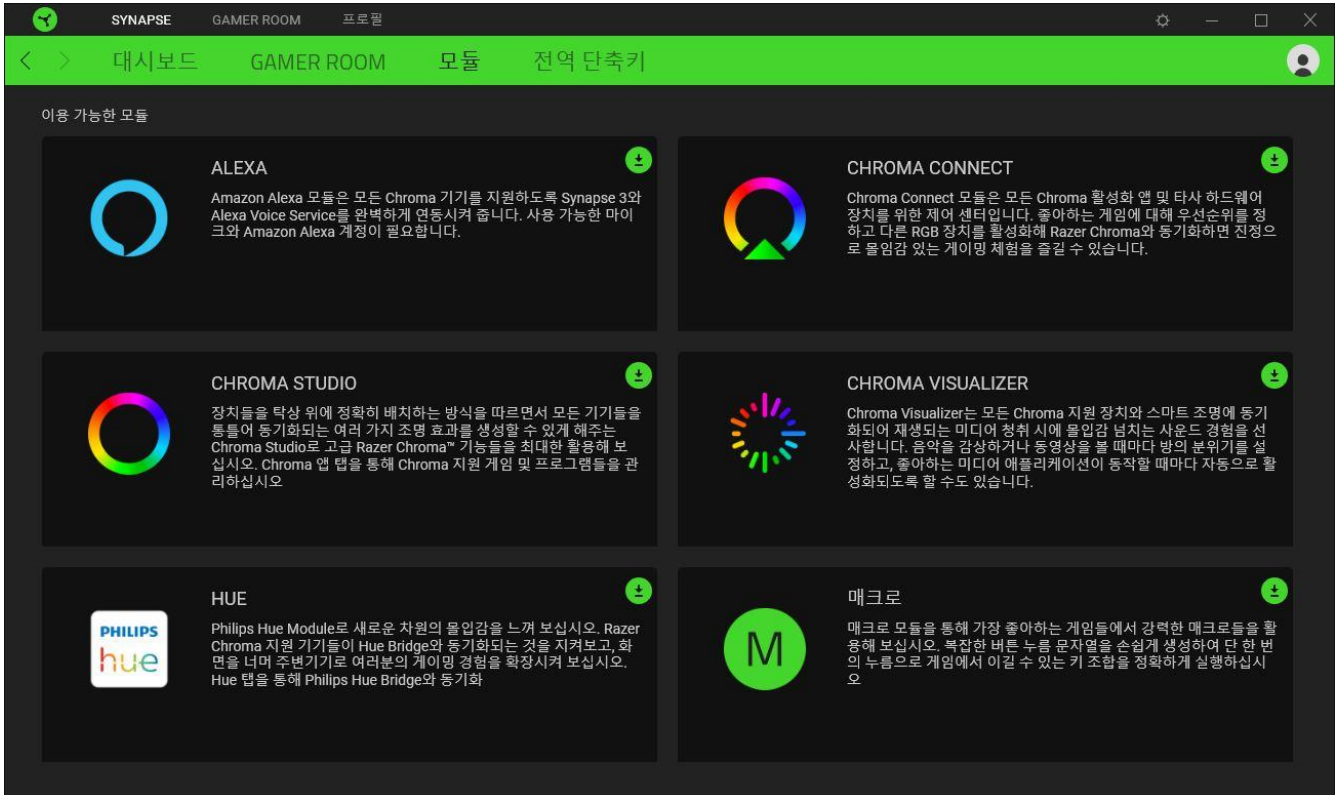 SYNAPSE GAMER ROOM 프로필
대시보드 GAMER ROOM 모듈 전역 단축키
이용 가능한 모듈
ALEXA
Amazon Alexa 모듈은 모든 Chroma 기기를 지원하도록 Synapse 3와
Alexa Voice Service를 완벽하게 연동시켜 줍니다. 사용 가능한 마이
크와 Amazon Alexa 계정이 필요합니다.
CHROMA CONNECT
Chroma Connect 모듈은 모든 Chroma 활성화 앱 및 타사 하드웨어
장치를 위한 제어 센터입니다. 좋아하는 게임에 대해 우선순위를 정
하고 다른 RGB 장치를 활성화해 Razer Chroma와 동기화하면 진정으
로 몰입감 있는 게이밍 체험을 즐길 수 있습니다.
CHROMA STUDIO
장치들을 탁상 위에 정확히 배치하는 방식을 따르면서 모든 기기들을
통틀어 동기화되는 여러 가지 조명 효과를 생성할 수 있게 해주는
Chroma Studio로 고급 Razer Chroma™ 기능들을 최대한 활용해 보
십시오. Chroma 앱 탭을 통해 Chroma 지원 게임 및 프로그램들을 관
리하십시오
CHROMA VISUALIZER
Chroma Visualizer는 모든 Chroma 지원 장치와 스마트 조명에 동기
화되어 재생되는 미디어 청취 시에 몰입감 넘치는 사운드 경험을 선
사합니다. 음악을 감상하거나 동영상을 볼 때마다 방의 분위기를 설
정하고, 좋아하는 미디어 애플리케이션이 동작할 때마다 자동으로 활
성화되도록 할 수도 있습니다.
PHILIPS
hue
HUE
Philips Hue Module로 새로운 차원의 몰입감을 느껴 보십시오. Razer
Chroma 지원 기기들이 Hue Bridge와 동기화되는 것을 지켜보고, 화
면을 너머 주변기기로 여러분의 게이밍 경험을 확장시켜 보십시오.
Hue 탭을 통해 Philips Hue Bridge와 동기화
M
매크로
매크로 모듈을 통해 가장 좋아하는 게임들에서 강력한 매크로들을 활
용해 보십시오. 복잡한 버튼 누름 문자열을 손쉽게 생성하여 단 한 번
의 누름으로 게임에서 이길 수 있는 키 조합을 정확하게 실행하십시
오